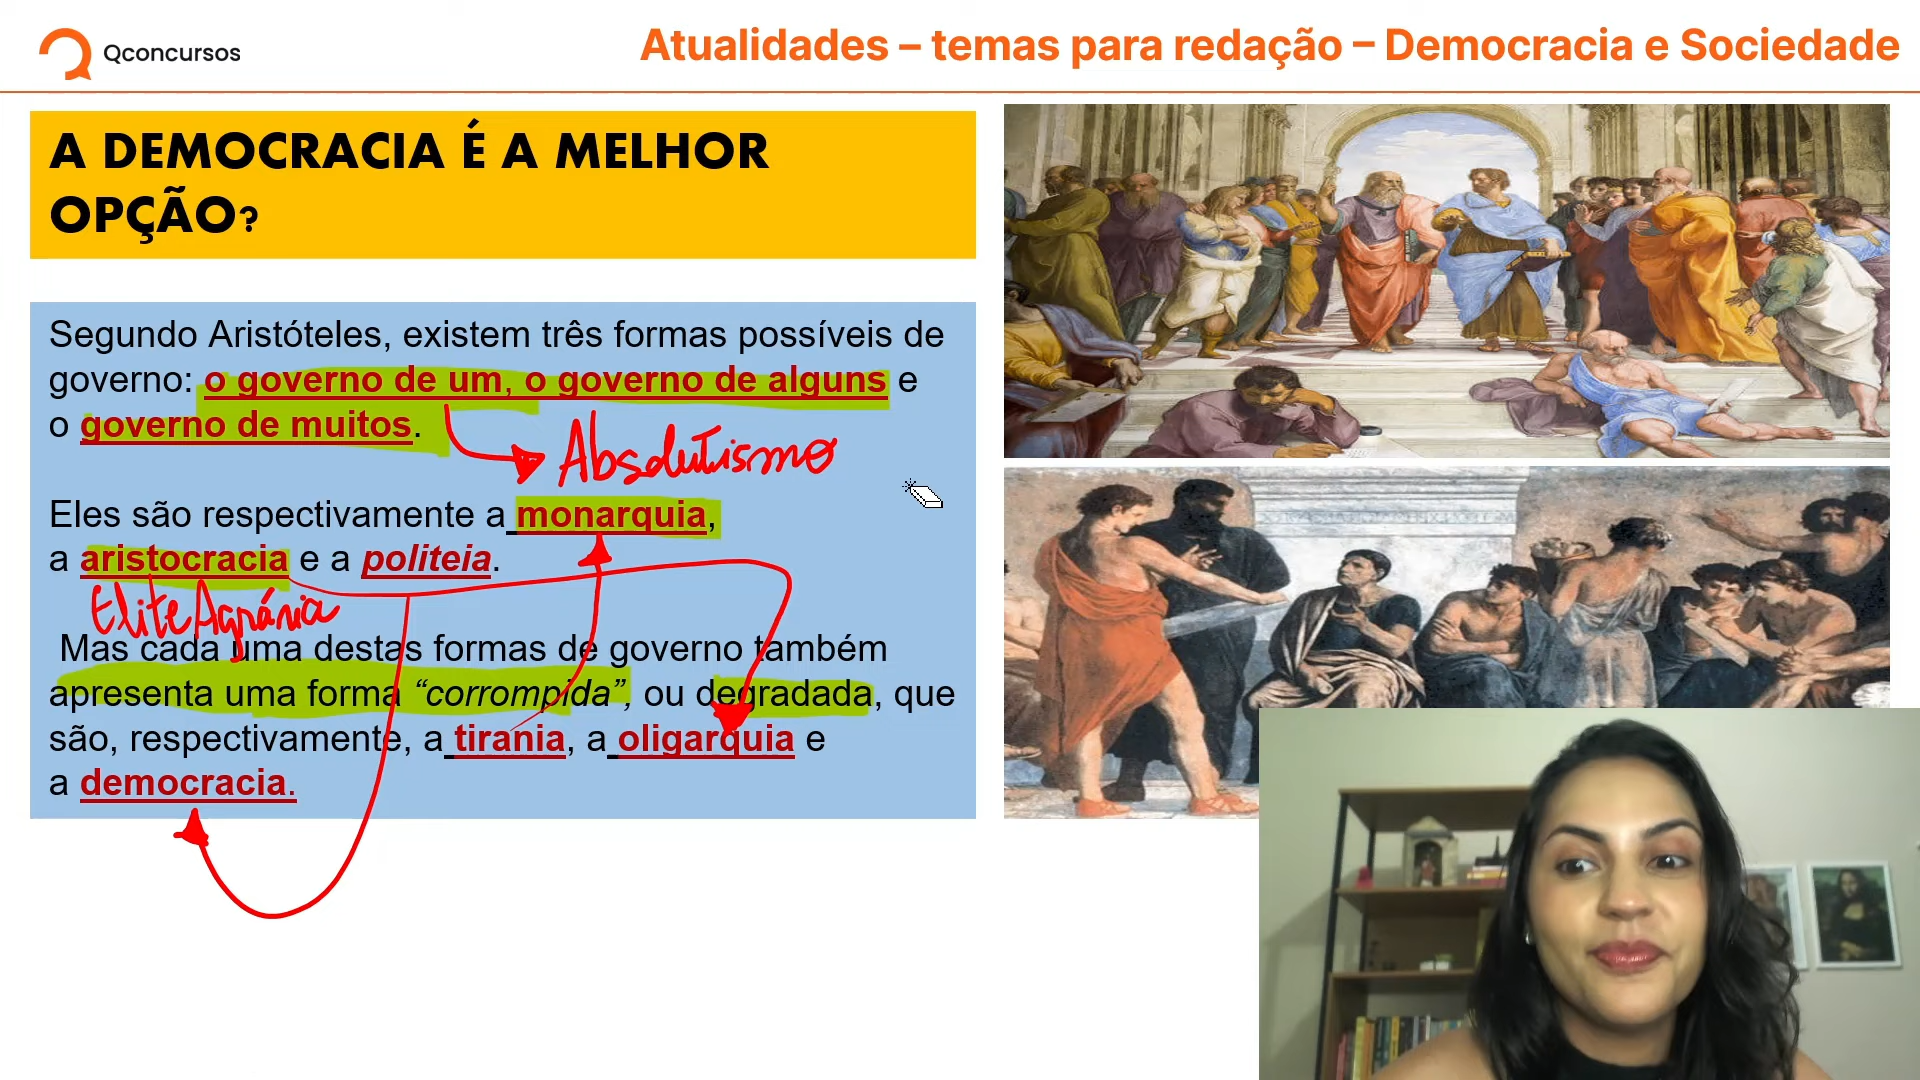 Qconcursos
Atualidades – temas para redação – Democracia e Sociedade
A DEMOCRACIA É A MELHOR
OPÇÃO?
Segundo Aristóteles, existem três formas possíveis de
governo: o governo de um, o governo de alguns e
o governo de muitos.
Absolutismo
Eles são respectivamente a monarquia,
a aristocracia e a politeia.
Elite Agrária
Mas cada uma destas formas de governo também
apresenta uma forma “corrompida”, ou degradada, que
são, respectivamente, a tirania, a oligarquia e
a democracia.